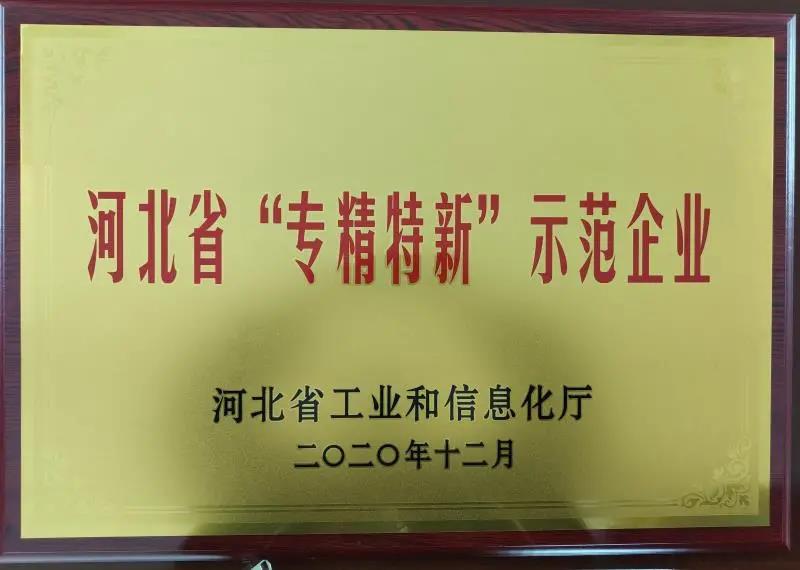 河北省“专精特新”示范企业
河北省工业和信息化厅
二〇二〇年十二月